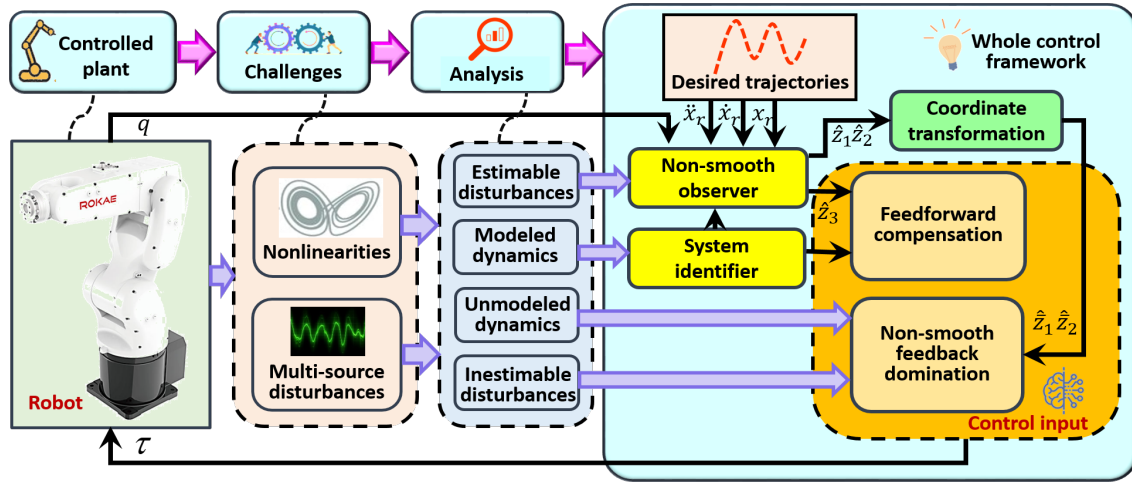 Controlled
plant
Challenges
Analysis
Whole control
framework
Desired trajectories
ẍᵣ ẋᵣ xᵣ
q
ẑ₁ ẑ₂
Coordinate
transformation
ROKAE
Robot
Nonlinearities
Multi-source
disturbances
Estimable
disturbances
Modeled
dynamics
Unmodeled
dynamics
Inestimable
disturbances
Non-smooth
observer
System
identifier
ẑ₃
Feedforward
compensation
Non-smooth
feedback
domination
ẑ̂₁ ẑ̂₂
Control input
τ